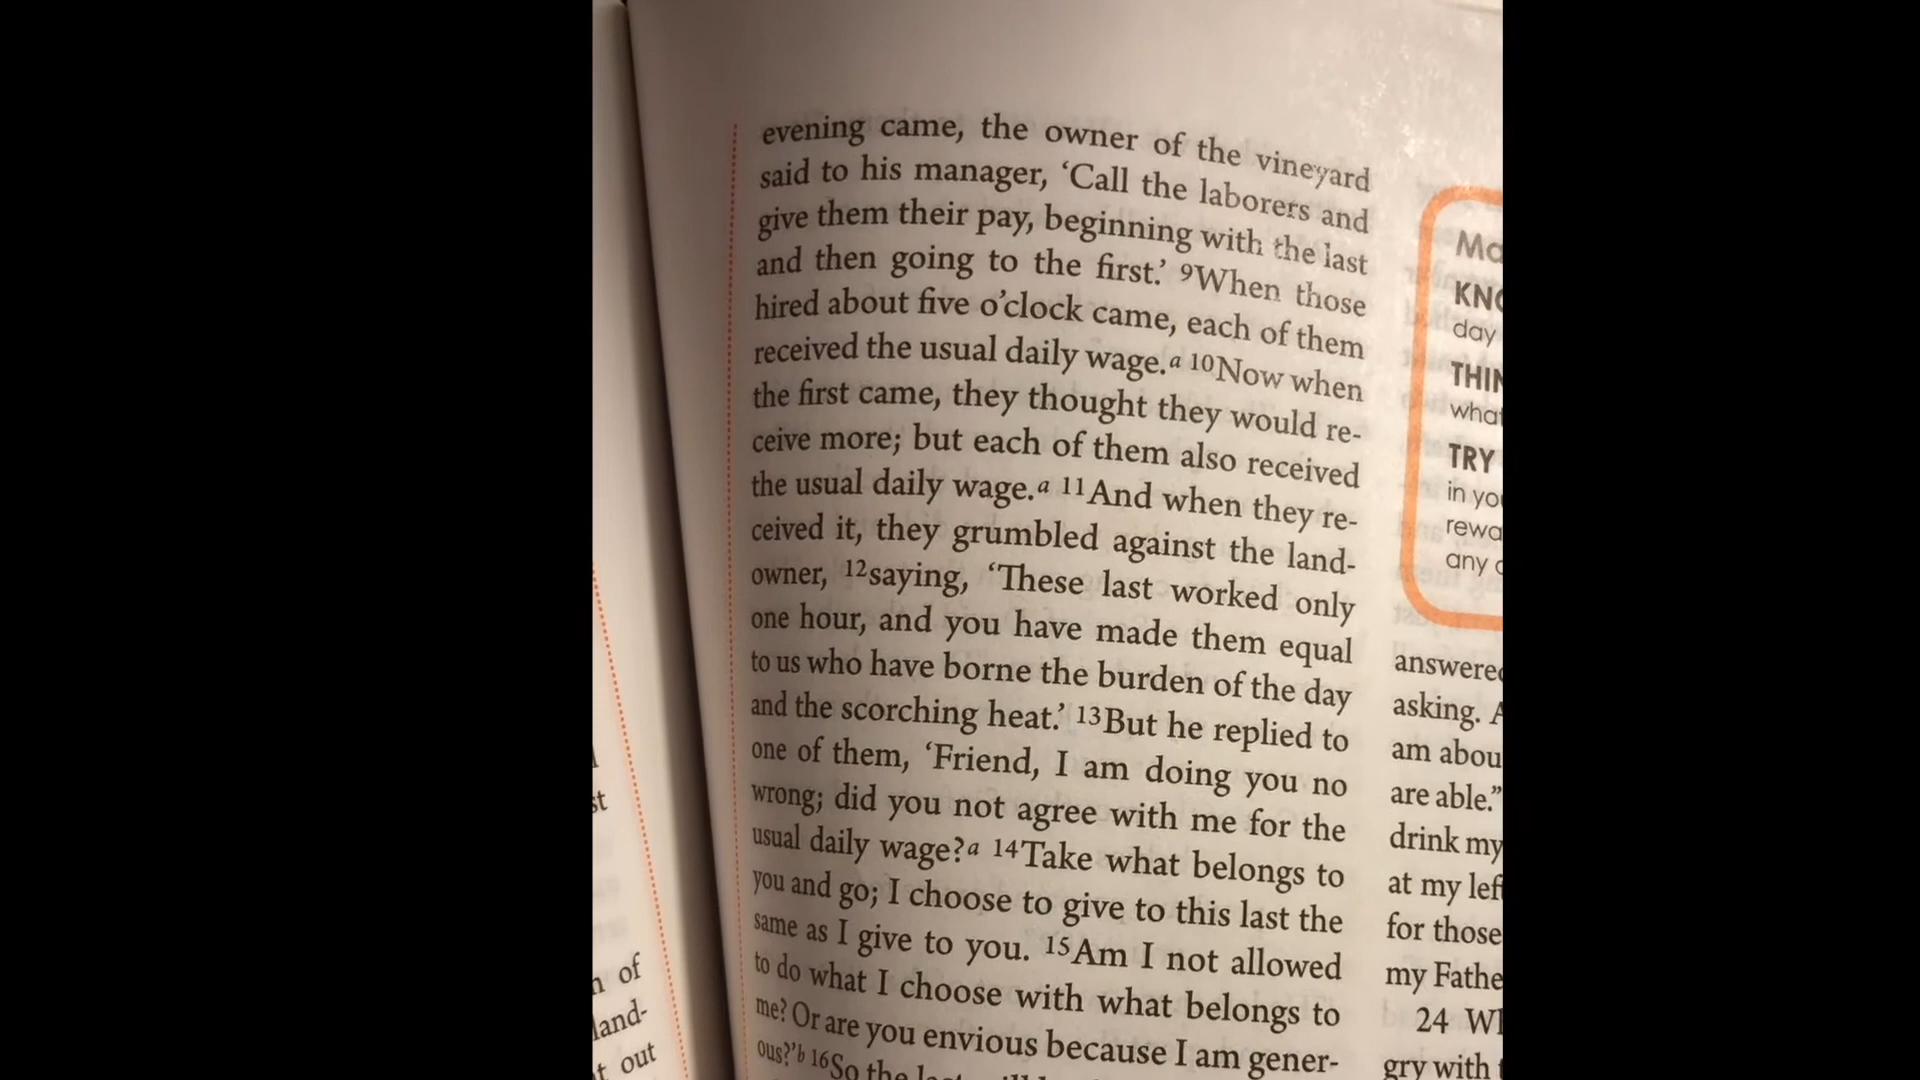 evening came, the owner of the vineyard
said to his manager, ‘Call the laborers and
give them their pay, beginning with the last
and then going to the first.’ 9When those
hired about five o’clock came, each of them
received the usual daily wage.a 10Now when
the first came, they thought they would re-
ceive more; but each of them also received
the usual daily wage.a 11And when they re-
ceived it, they grumbled against the land-
owner, 12saying, ‘These last worked only
one hour, and you have made them equal
to us who have borne the burden of the day
and the scorching heat.’ 13But he replied to
one of them, ‘Friend, I am doing you no
wrong; did you not agree with me for the
usual daily wage?a 14Take what belongs to
you and go; I choose to give to this last the
same as I give to you. 15Am I not allowed
to do what I choose with what belongs to
me? Or are you envious because I am gener-
ous?’b 16So the
day
THIN
what
TRY
in yo
rewa
any
answered
asking. A
am abou
are able.”
drink my
at my lef
for those
my Fathe
24 Wh
gry with
st
of
land-
t out